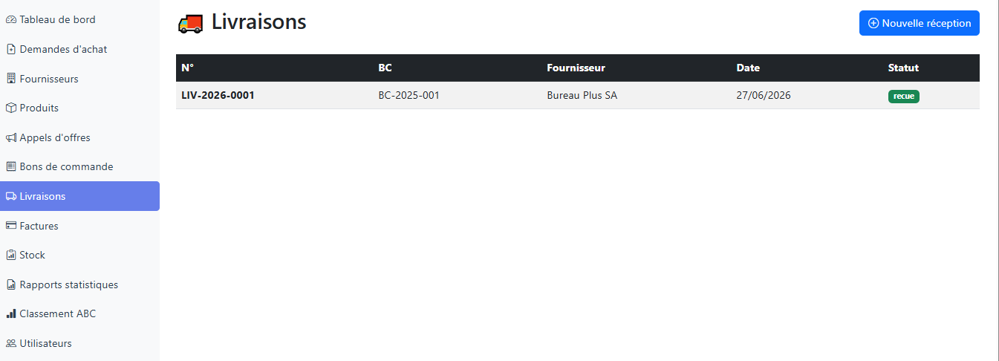 Tableau de bord
Demandes d'achat
Fournisseurs
Produits
Appels d'offres
Bons de commande
Livraisons
Factures
Stock
Rapports statistiques
Classement ABC
Utilisateurs
Livraisons
Nouvelle réception
N° BC Fournisseur Date Statut
LIV-2026-0001 BC-2025-001 Bureau Plus SA 27/06/2026 recue